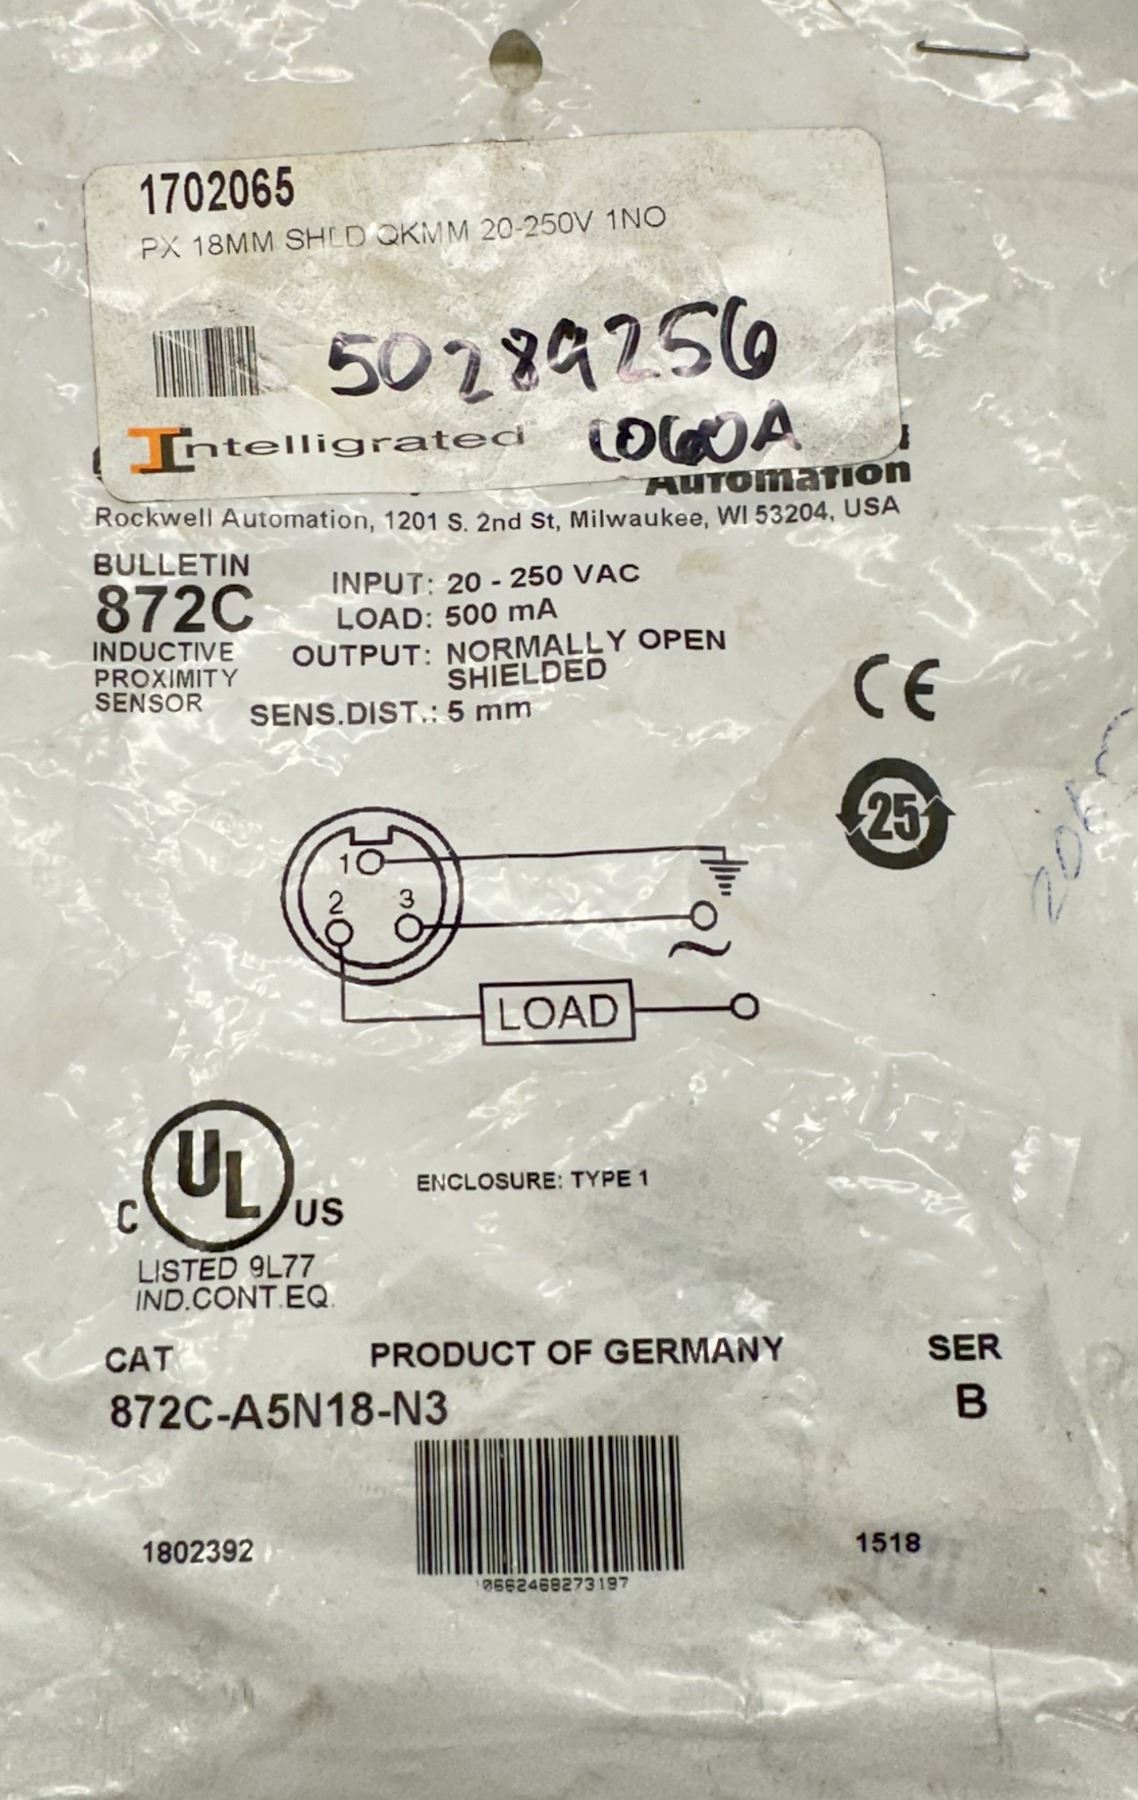 1702065
PX 18MM SHLD QKMM 20-250V 1NO
50289256
Intelligrated
1060A
Automation
Rockwell Automation, 1201 S. 2nd St, Milwaukee, WI 53204, USA
BULLETIN
872C
INDUCTIVE
PROXIMITY
SENSOR
INPUT: 20 - 250 VAC
LOAD: 500 mA
OUTPUT: NORMALLY OPEN
SHIELDED
SENS.DIST.: 5 mm
CE
25
1
2 3
LOAD
C UL US
LISTED 9L77
IND.CONT.EQ.
ENCLOSURE: TYPE 1
CAT
872C-A5N18-N3
PRODUCT OF GERMANY
SER
B
1802392
0662468273197
1518